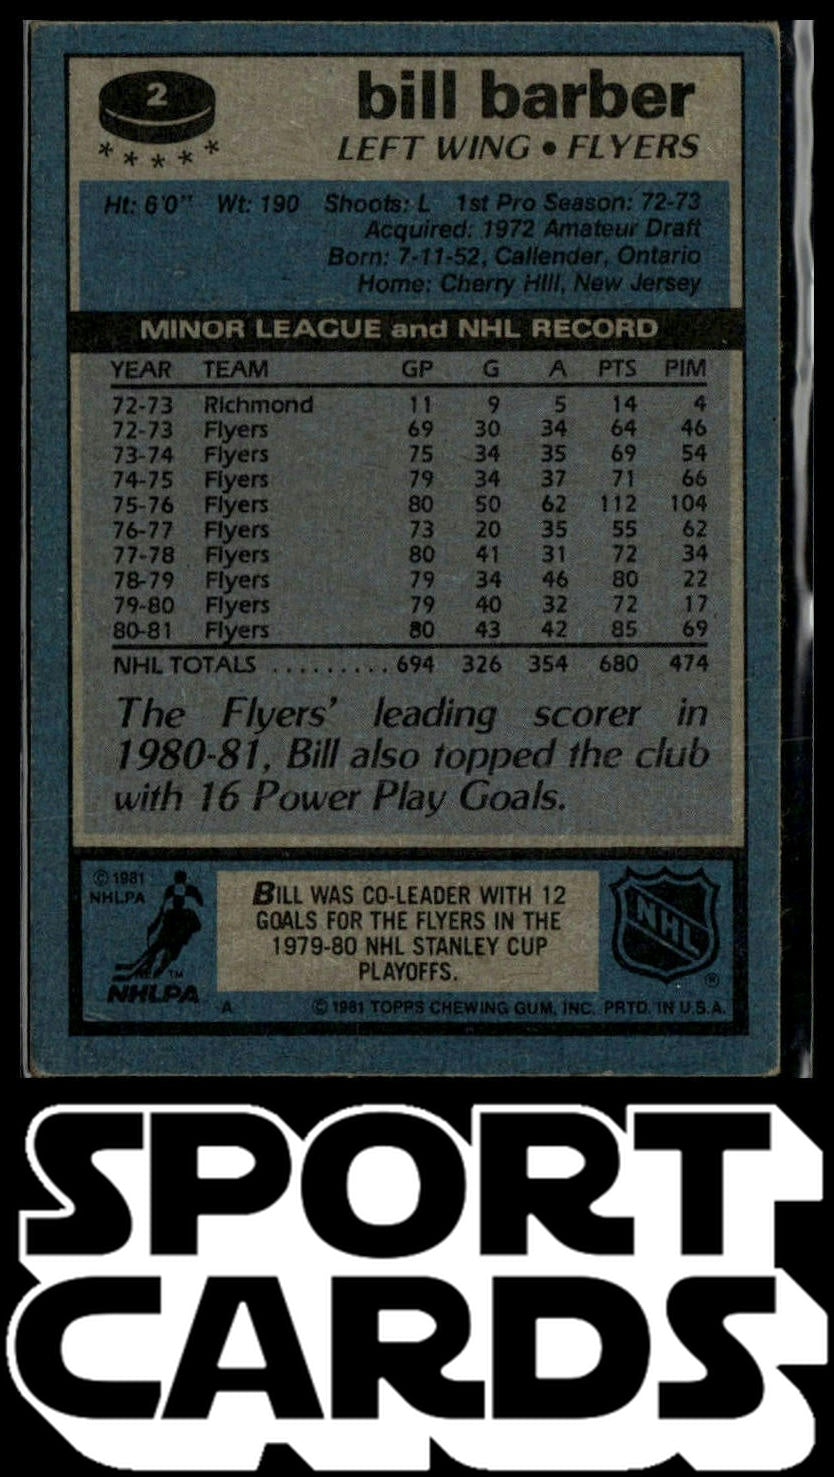 2
bill barber
LEFT WING • FLYERS
Ht: 6'0" Wt: 190 Shoots: L 1st Pro Season: 72-73
Acquired: 1972 Amateur Draft
Born: 7-11-52, Callender, Ontario
Home: Cherry Hill, New Jersey
MINOR LEAGUE and NHL RECORD
YEAR TEAM GP G A PTS PIM
72-73 Richmond 11 9 5 14 4
72-73 Flyers 69 30 34 64 46
73-74 Flyers 75 34 35 69 54
74-75 Flyers 79 34 37 71 66
75-76 Flyers 80 50 62 112 104
76-77 Flyers 73 20 35 55 62
77-78 Flyers 80 41 31 72 34
78-79 Flyers 79 34 46 80 22
79-80 Flyers 79 40 32 72 17
80-81 Flyers 80 43 42 85 69
NHL TOTALS .......... 694 326 354 680 474
The Flyers' leading scorer in
1980-81, Bill also topped the club
with 16 Power Play Goals.
© 1981
NHLPA
TM
NHLPA
BILL WAS CO-LEADER WITH 12
GOALS FOR THE FLYERS IN THE
1979-80 NHL STANLEY CUP
PLAYOFFS.
NHL
®
A © 1981 TOPPS CHEWING GUM, INC. PRTD. IN U.S.A.
SPORT
CARDS